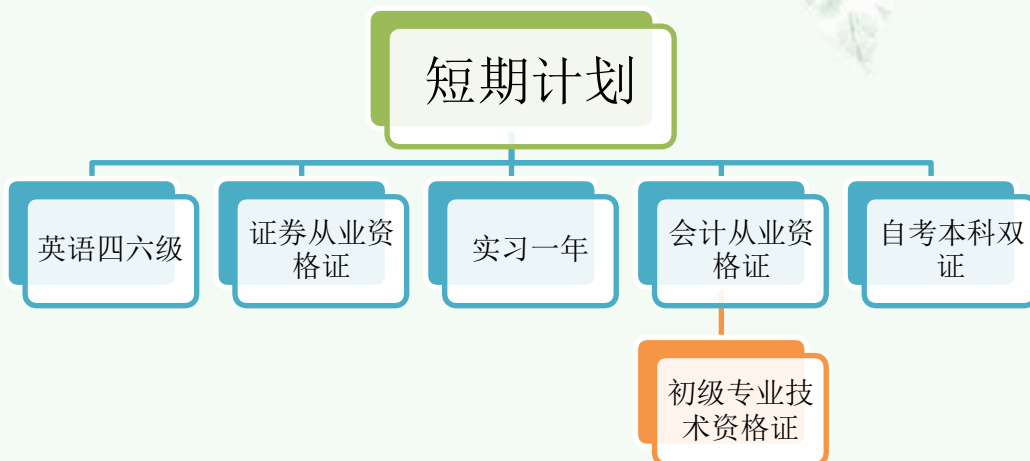 短期计划
英语四六级
证券从业资
格证
实习一年
会计从业资
格证
自考本科双
证
初级专业技
术资格证